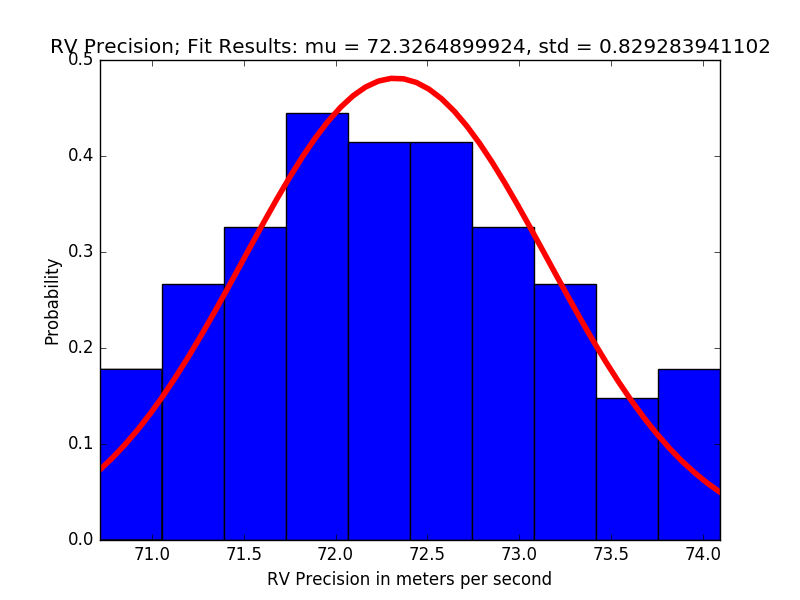 RV Precision; Fit Results: mu = 72.3264899924, std = 0.829283941102
0.5
0.4
0.3
0.2
0.1
0.0
Probability
71.0 71.5 72.0 72.5 73.0 73.5 74.0
RV Precision in meters per second